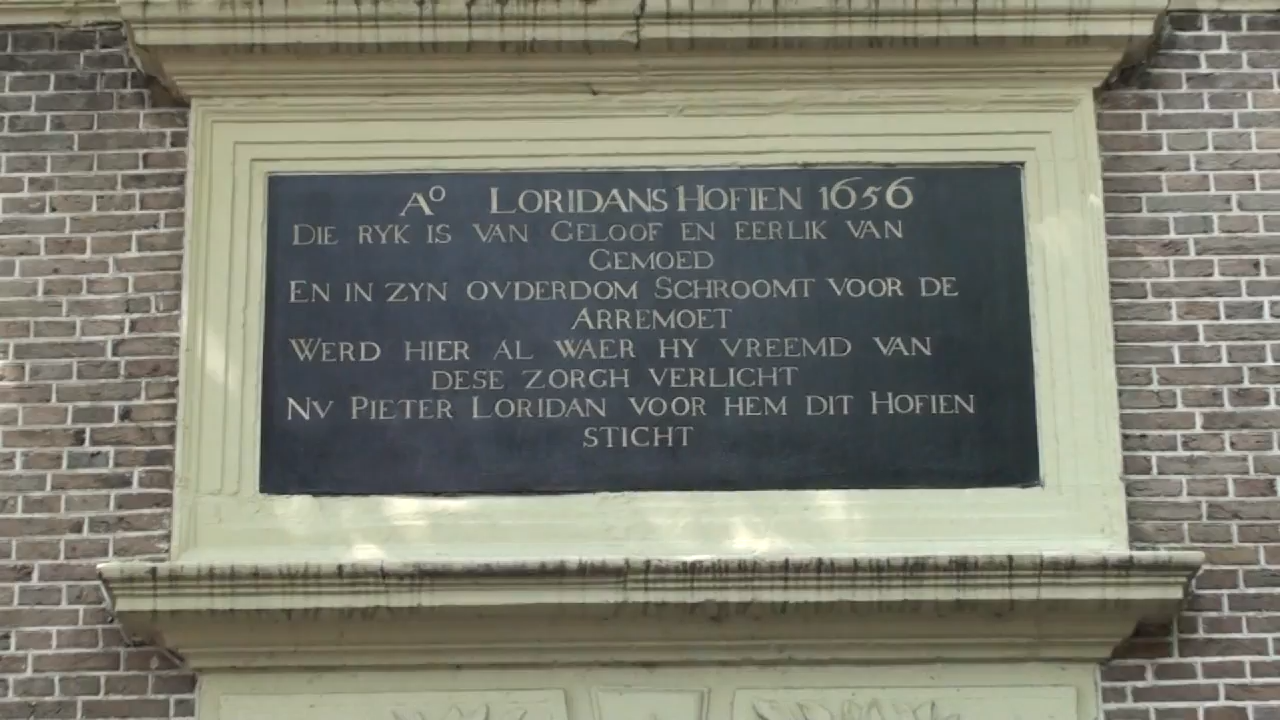 Aº LORIDANS HOFIEN 1656
DIE RYK IS VAN GELOOF EN EERLIK VAN
GEMOED
EN IN ZYN OVDERDOM SCHROOMT VOOR DE
ARREMOET
WERD HIER AL WAER HY VREEMD VAN
DESE ZORGH VERLICHT
NV PIETER LORIDAN VOOR HEM DIT HOFIEN
STICHT